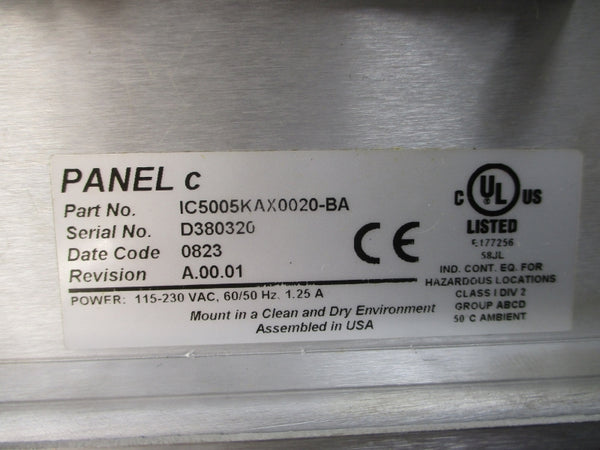 PANEL c
Part No. IC5005KAX0020-BA
Serial No. D380320
Date Code 0823
Revision A.00.01
POWER: 115-230 VAC, 60/50 Hz. 1.25 A
Mount in a Clean and Dry Environment
Assembled in USA
CE
C UL US
LISTED
E177256
58JL
IND. CONT. EQ. FOR
HAZARDOUS LOCATIONS
CLASS I DIV 2
GROUP ABCD
50 C AMBIENT